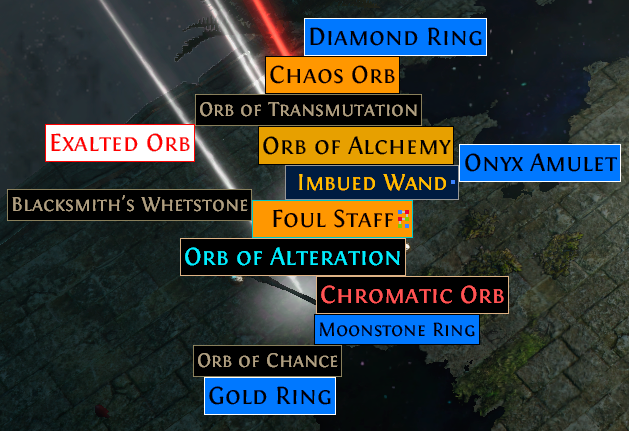 Diamond Ring
Chaos Orb
Orb of Transmutation
Exalted Orb
Orb of Alchemy
Onyx Amulet
Imbued Wand
Blacksmith's Whetstone
Foul Staff
Orb of Alteration
Chromatic Orb
Moonstone Ring
Orb of Chance
Gold Ring